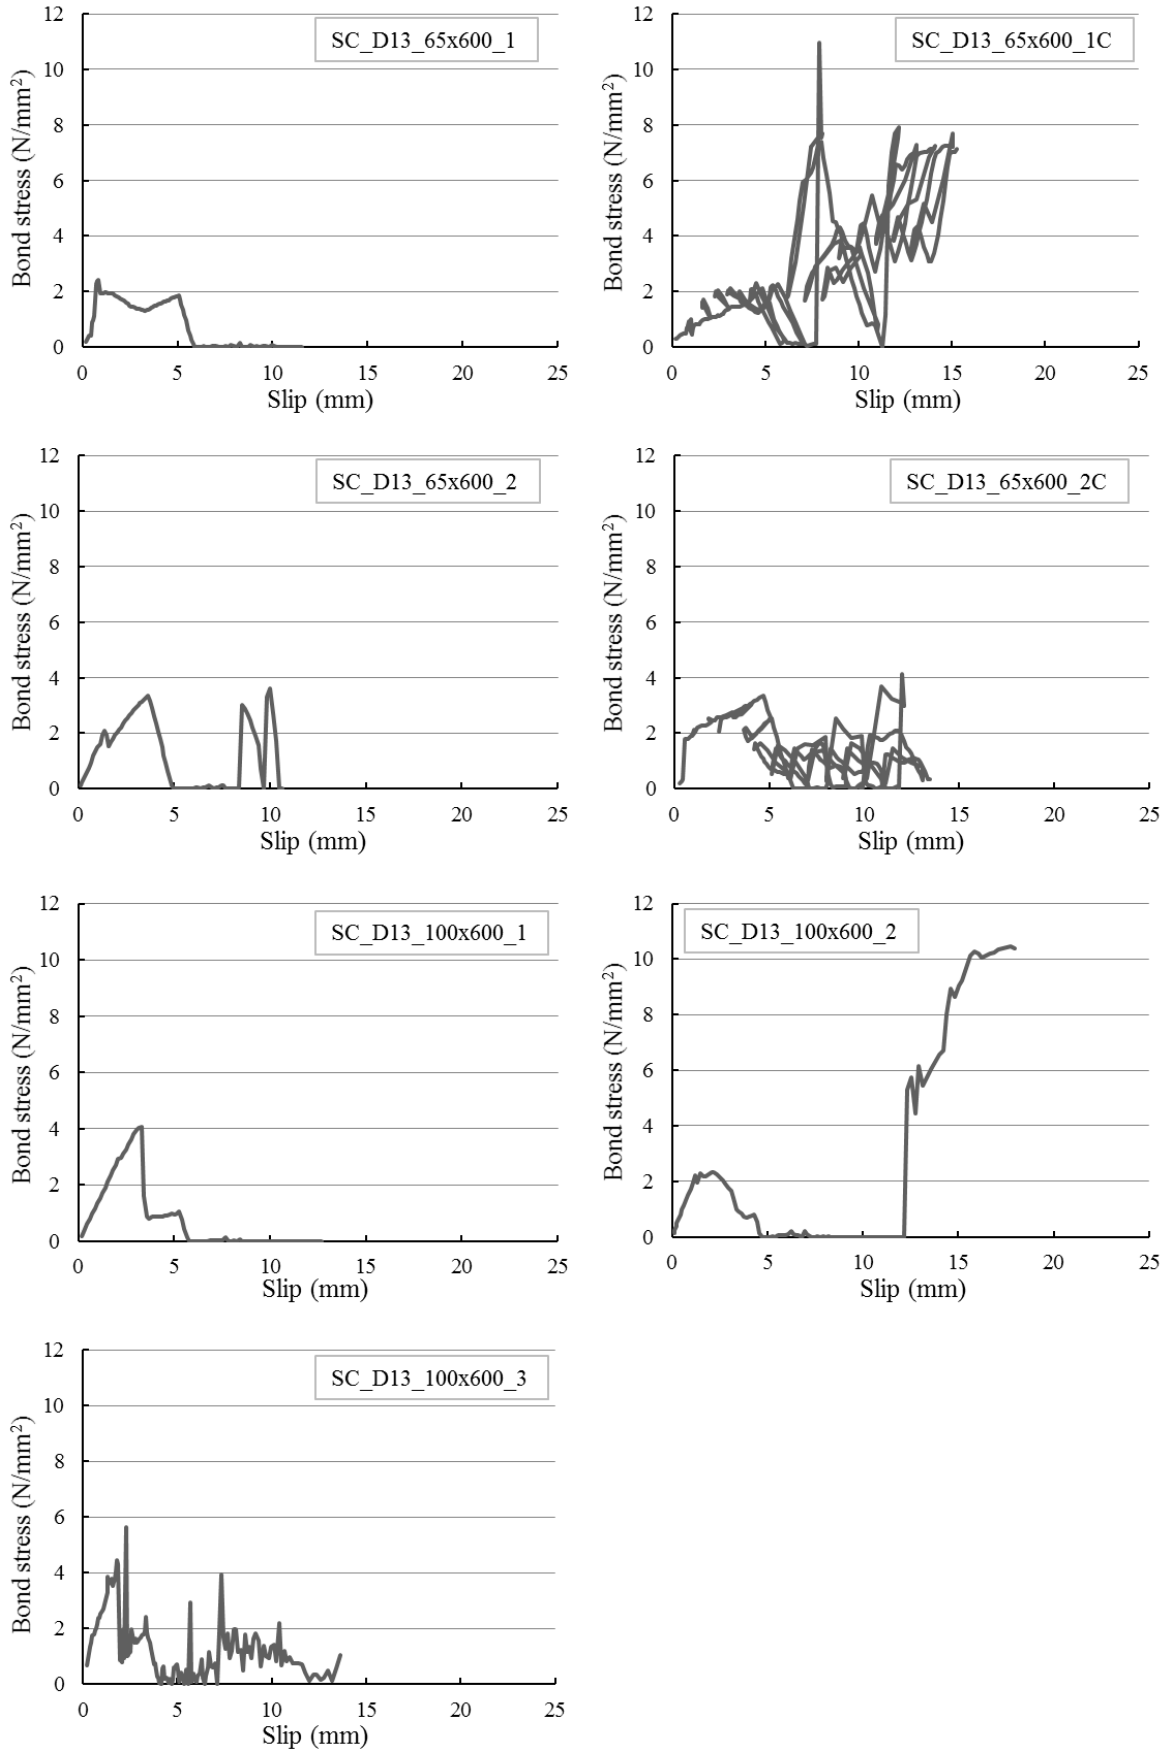 SC_D13_65x600_1
Bond stress (N/mm²)
12
10
8
6
4
2
0
0 5 10 15 20 25
Slip (mm)
SC_D13_65x600_1C
Bond stress (N/mm²)
12
10
8
6
4
2
0
0 5 10 15 20 25
Slip (mm)
SC_D13_65x600_2
Bond stress (N/mm²)
12
10
8
6
4
2
0
0 5 10 15 20 25
Slip (mm)
SC_D13_65x600_2C
Bond stress (N/mm²)
12
10
8
6
4
2
0
0 5 10 15 20 25
Slip (mm)
SC_D13_100x600_1
Bond stress (N/mm²)
12
10
8
6
4
2
0
0 5 10 15 20 25
Slip (mm)
SC_D13_100x600_2
Bond stress (N/mm²)
12
10
8
6
4
2
0
0 5 10 15 20 25
Slip (mm)
SC_D13_100x600_3
Bond stress (N/mm²)
12
10
8
6
4
2
0
0 5 10 15 20 25
Slip (mm)